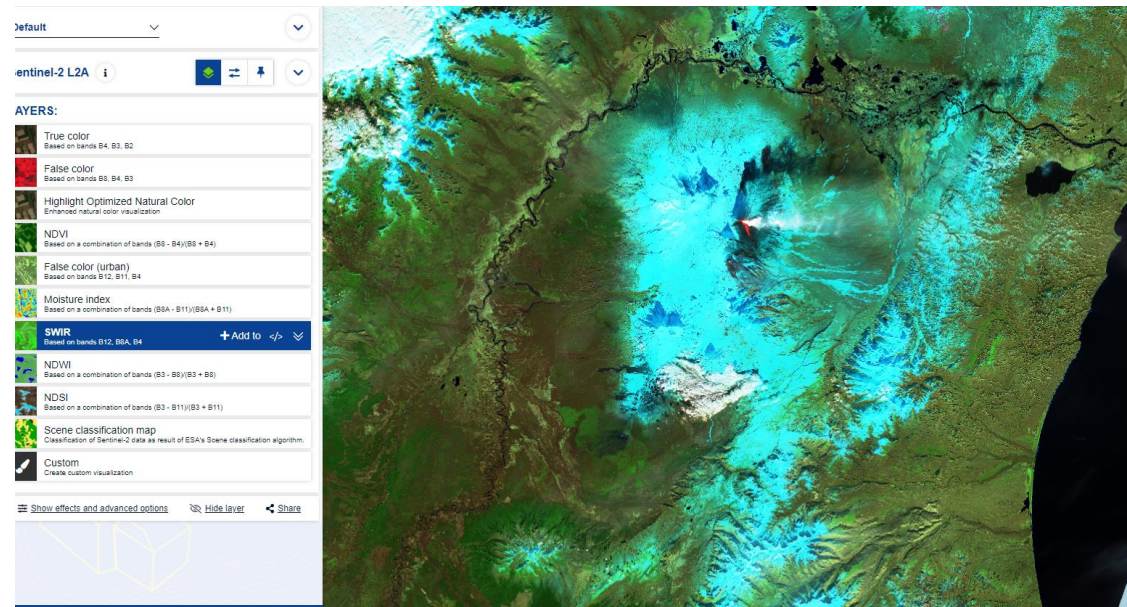 Default
entinel-2 L2A i
AYERS:
True color
Based on bands B4, B3, B2
False color
Based on bands B8, B4, B3
Highlight Optimized Natural Color
Enhanced natural color visualization
NDVI
Based on a combination of bands (B8 - B4)/(B8 + B4)
False color (urban)
Based on bands B12, B11, B4
Moisture index
Based on a combination of bands (B8A - B11)/(B8A + B11)
SWIR
Based on bands B12, B8A, B4
+ Add to </>
NDWI
Based on a combination of bands (B3 - B8)/(B3 + B8)
NDSI
Based on a combination of bands (B3 - B11)/(B3 + B11)
Scene classification map
Classification of Sentinel-2 data as result of ESA's Scene classification algorithm.
Custom
Create custom visualization
Show effects and advanced options Hide layer Share